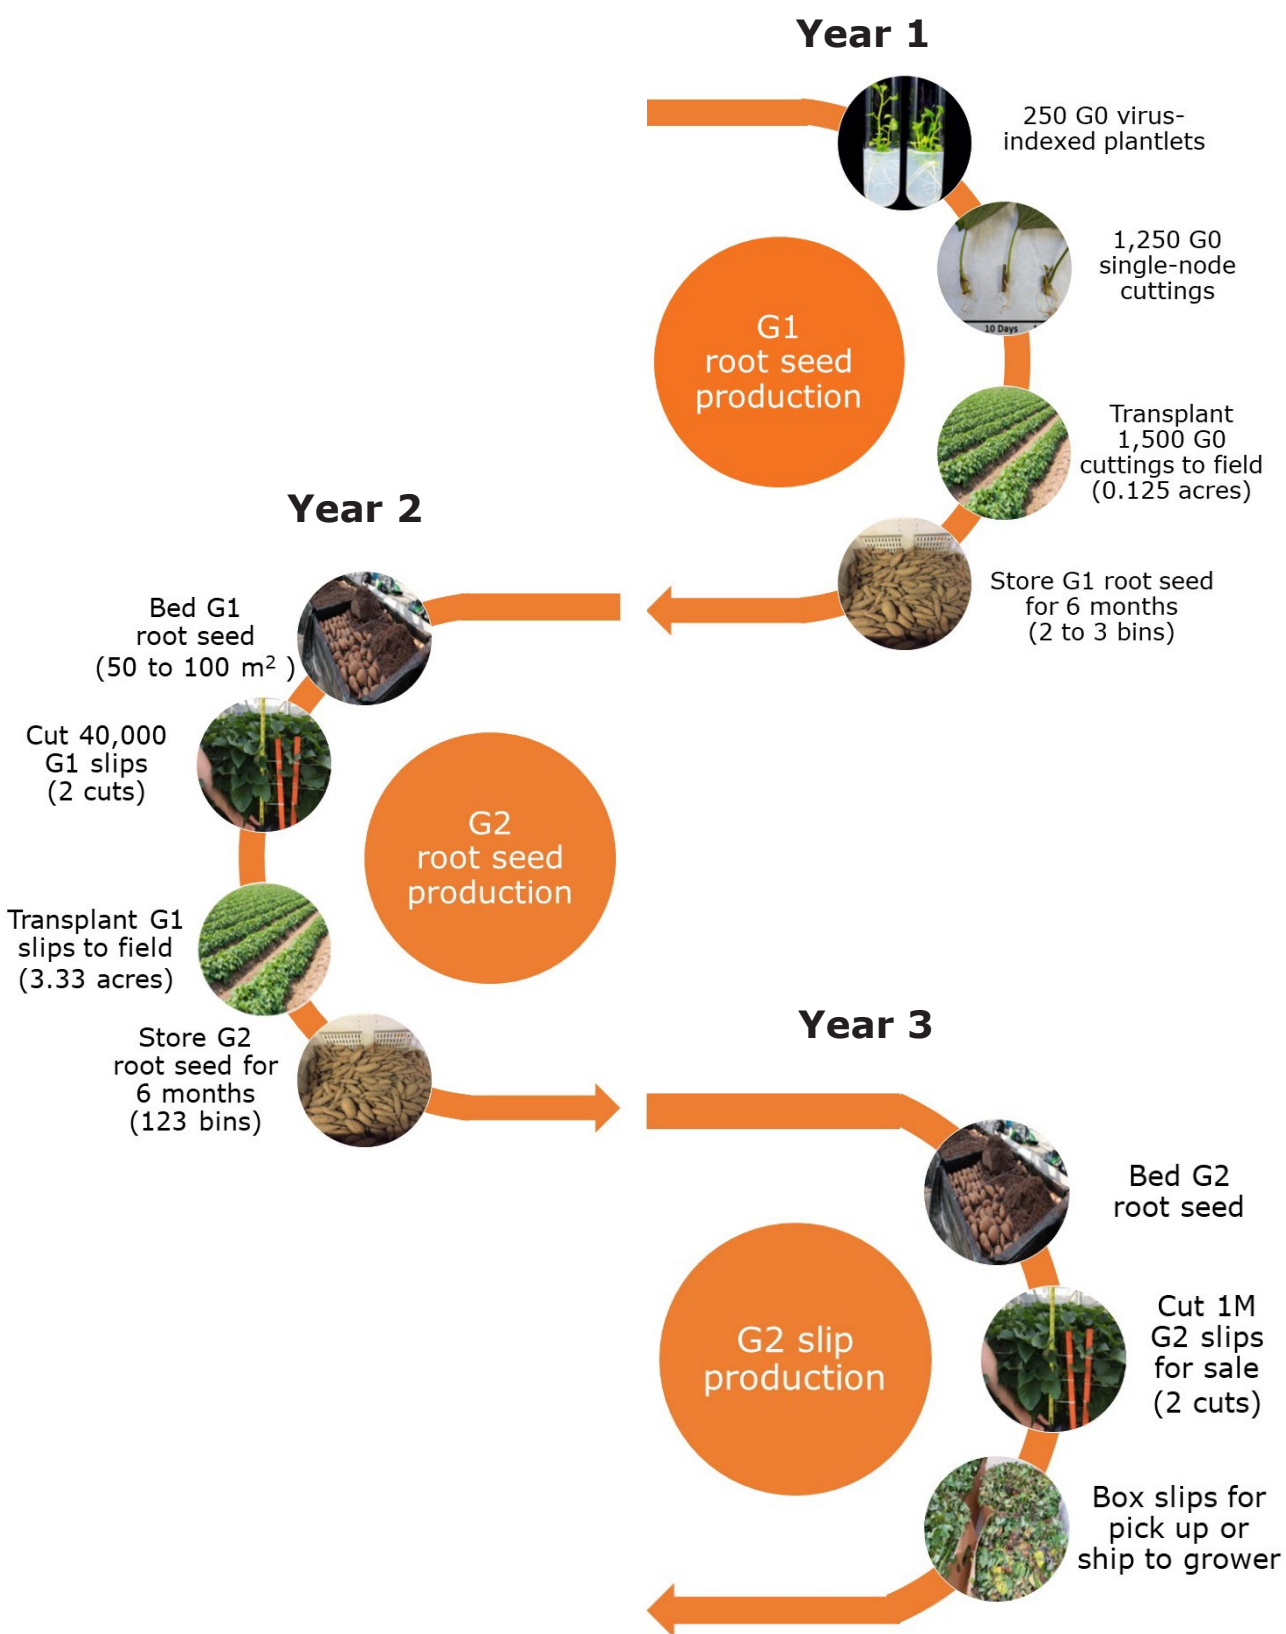 Year 1
250 G0 virus-
indexed plantlets
1,250 G0
single-node
cuttings
10 Days
G1
root seed
production
Transplant
1,500 G0
cuttings to field
(0.125 acres)
Store G1 root seed
for 6 months
(2 to 3 bins)
Year 2
Bed G1
root seed
(50 to 100 m² )
Cut 40,000
G1 slips
(2 cuts)
G2
root seed
production
Transplant G1
slips to field
(3.33 acres)
Store G2
root seed for
6 months
(123 bins)
Year 3
Bed G2
root seed
G2 slip
production
Cut 1M
G2 slips
for sale
(2 cuts)
Box slips for
pick up or
ship to grower